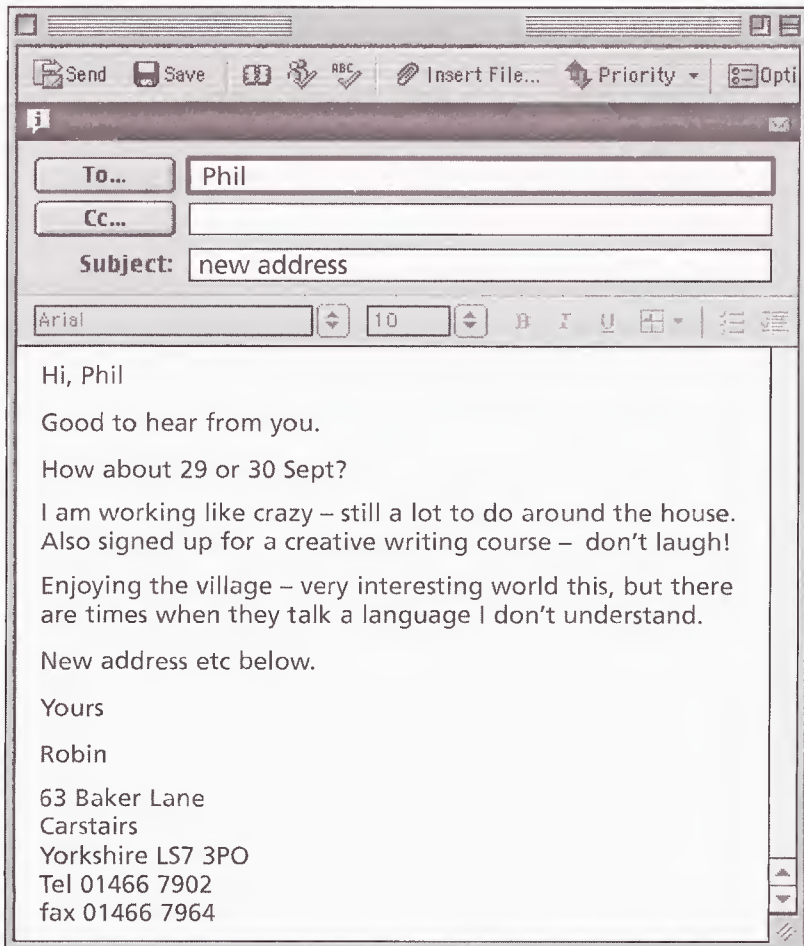 Send Save ABC Insert File... Priority Opti
To... Phil
Cc...
Subject: new address
Arial 10 B I U
Hi, Phil
Good to hear from you.
How about 29 or 30 Sept?
I am working like crazy – still a lot to do around the house.
Also signed up for a creative writing course – don't laugh!
Enjoying the village – very interesting world this, but there
are times when they talk a language I don't understand.
New address etc below.
Yours
Robin
63 Baker Lane
Carstairs
Yorkshire LS7 3PO
Tel 01466 7902
fax 01466 7964